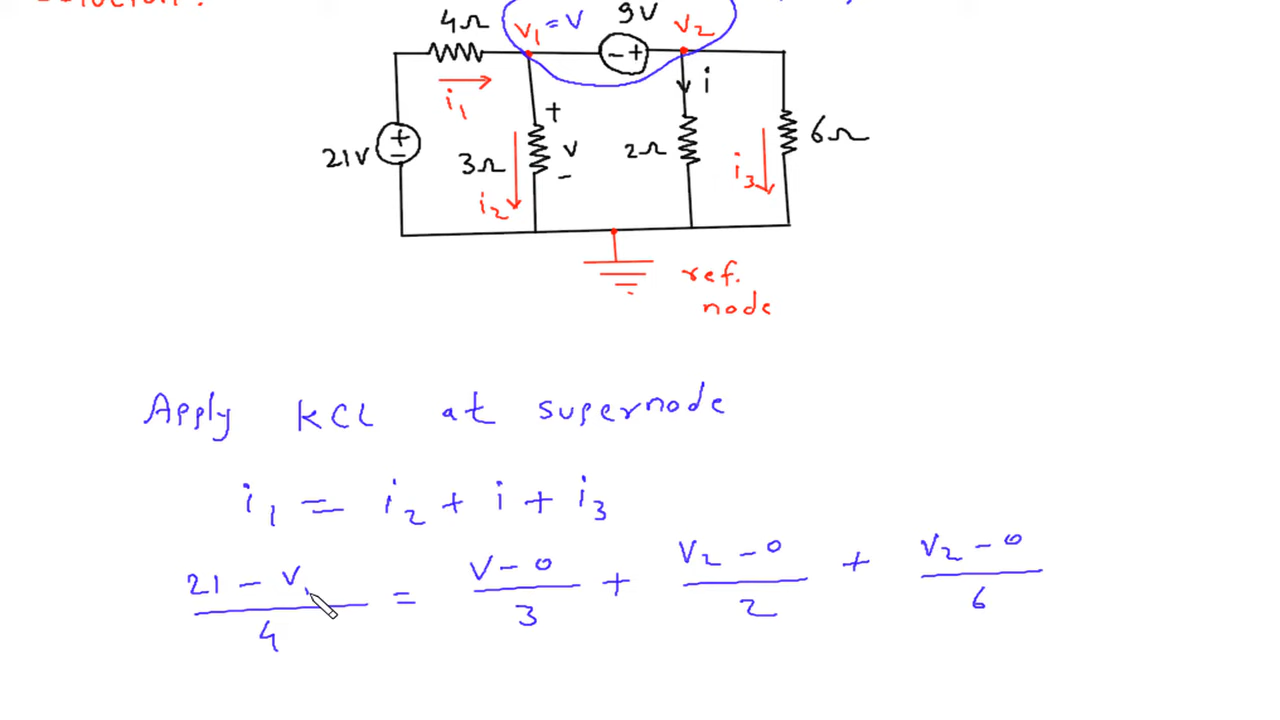 solution:
4Ω
v₁ = v
9V
v₂
i₁
i
+
21V
3Ω
v
2Ω
6Ω
i₂
i₃
ref.
node
Apply KCL at supernode
i₁ = i₂ + i + i₃
(21 - v₁)/4 = (v - 0)/3 + (v₂ - 0)/2 + (v₂ - 0)/6